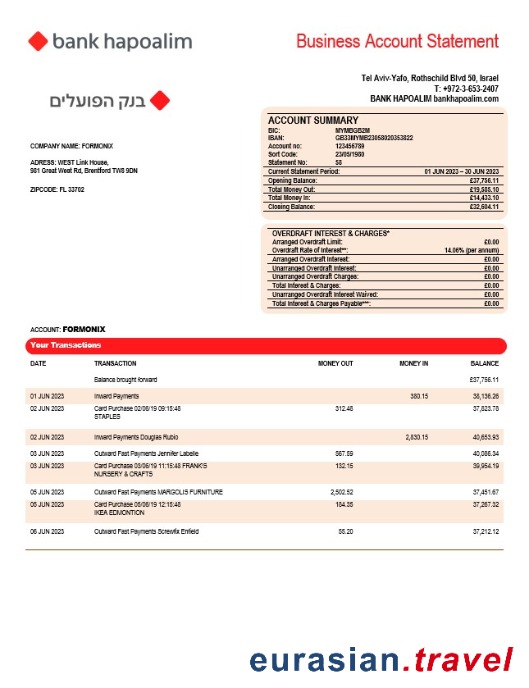 bank hapoalim
Business Account Statement
Tel Aviv-Yafo, Rothschild Blvd 50, Israel
T: +972-3-653-2407
BANK HAPOALIM bankhapoalim.com
בנק הפועלים
ACCOUNT SUMMARY
BIC: MYMBGB2M
IBAN: GB33MYMB23058020353822
Account no: 123456789
Sort Code: 23/05/1980
Statement No: 58
Current Statement Period: 01 JUN 2023 – 30 JUN 2023
Opening Balance: £37,756.11
Total Money Out: £19,585.10
Total Money In: £14,433.10
Closing Balance: £32,604.11
COMPANY NAME: FORMONIX
ADRESS: WEST Link House,
981 Great West Rd, Brentford TW8 9DN
ZIPCODE: FL 33702
OVERDRAFT INTEREST & CHARGES*
Arranged Overdraft Limit: £0.00
Overdraft Rate of Interest**: 14.06% (per annum)
Arranged Overdraft Interest: £0.00
Unarranged Overdraft Interest: £0.00
Unarranged Overdraft Charges: £0.00
Total Interest & Charges: £0.00
Unarranged Overdraft Interest Waived: £0.00
Total Interest & Charges Payable***: £0.00
ACCOUNT: FORMONIX
Your Transactions
DATE TRANSACTION MONEY OUT MONEY IN BALANCE
Balance brought forward £37,756.11
01 JUN 2023 Inward Payments 380.15 38,136.26
02 JUN 2023 Card Purchase 02/06/19 09:15:48 312.48 37,823.78
STAPLES
02 JUN 2023 Inward Payments Douglas Rubio 2,830.15 40,653.93
03 JUN 2023 Outward Fast Payments Jennifer Labelle 567.59 40,086.34
03 JUN 2023 Card Purchase 03/06/19 11:15:48 FRANK'S 132.15 39,954.19
NURSERY & CRAFTS
05 JUN 2023 Outward Fast Payments MARGOLIS FURNITURE 2,502.52 37,451.67
05 JUN 2023 Card Purchase 05/06/19 12:15:48 184.35 37,267.32
IKEA EDMONTION
06 JUN 2023 Outward Fast Payments Screwfix Enfield 55.20 37,212.12
eurasian.travel